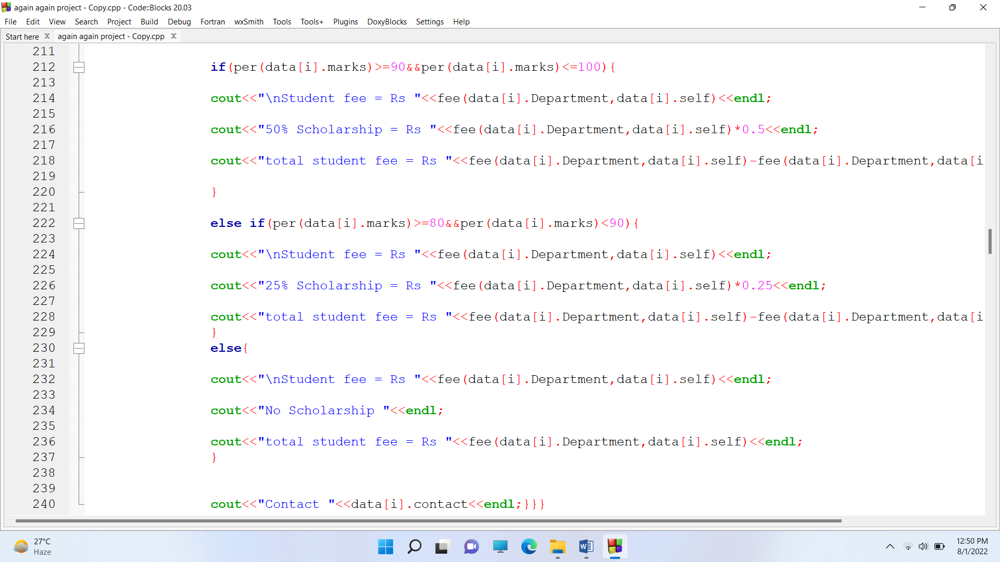 again again project - Copy.cpp - Code::Blocks 20.03
File Edit View Search Project Build Debug Fortran wxSmith Tools Tools+ Plugins DoxyBlocks Settings Help
Start here again again project - Copy.cpp
211
212 if(per(data[i].marks)>=90&&per(data[i].marks)<=100){
213
214 cout<<"\nStudent fee = Rs "<<fee(data[i].Department,data[i].self)<<endl;
215
216 cout<<"50% Scholarship = Rs "<<fee(data[i].Department,data[i].self)*0.5<<endl;
217
218 cout<<"total student fee = Rs "<<fee(data[i].Department,data[i].self)-fee(data[i].Department,data[i
219
220 }
221
222 else if(per(data[i].marks)>=80&&per(data[i].marks)<90){
223
224 cout<<"\nStudent fee = Rs "<<fee(data[i].Department,data[i].self)<<endl;
225
226 cout<<"25% Scholarship = Rs "<<fee(data[i].Department,data[i].self)*0.25<<endl;
227
228 cout<<"total student fee = Rs "<<fee(data[i].Department,data[i].self)-fee(data[i].Department,data[i
229 }
230 else{
231
232 cout<<"\nStudent fee = Rs "<<fee(data[i].Department,data[i].self)<<endl;
233
234 cout<<"No Scholarship "<<endl;
235
236 cout<<"total student fee = Rs "<<fee(data[i].Department,data[i].self)<<endl;
237 }
238
239
240 cout<<"Contact "<<data[i].contact<<endl;}}}
27°C
Haze
12:50 PM
8/1/2022